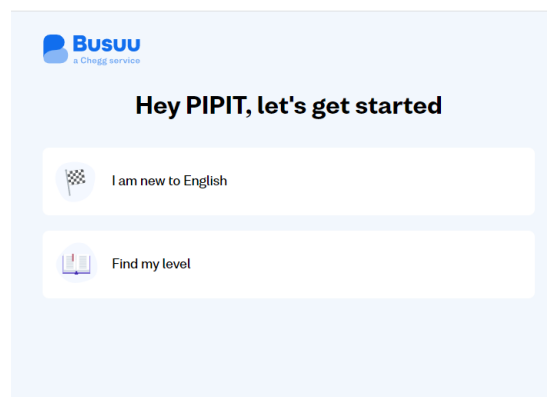 Busuu
a Chegg service
Hey PIPIT, let's get started
I am new to English
Find my level